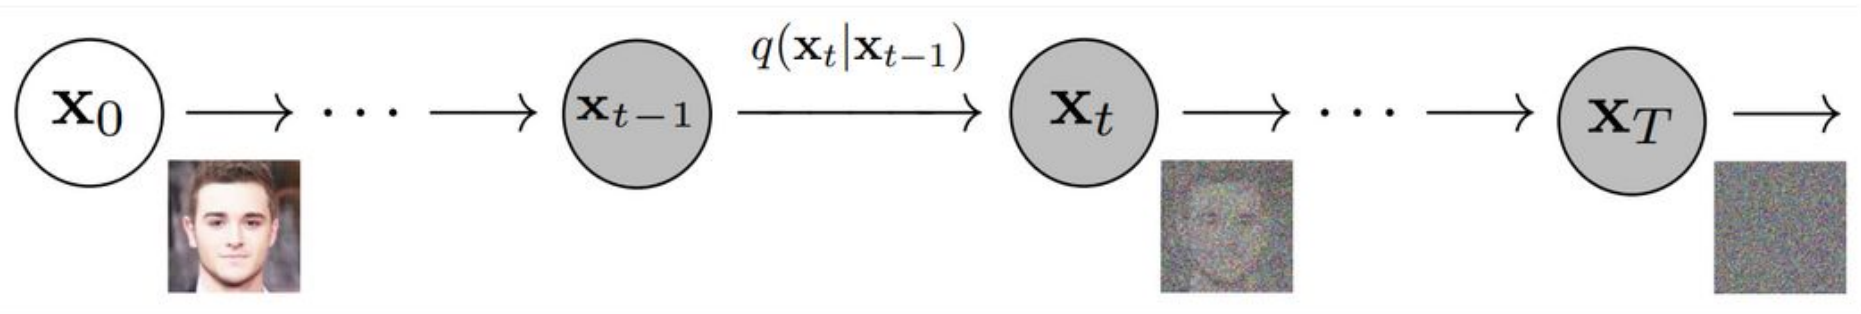 q(x_t|x_{t-1})
x_0 → ··· → x_{t-1} → x_t → ··· → x_T →